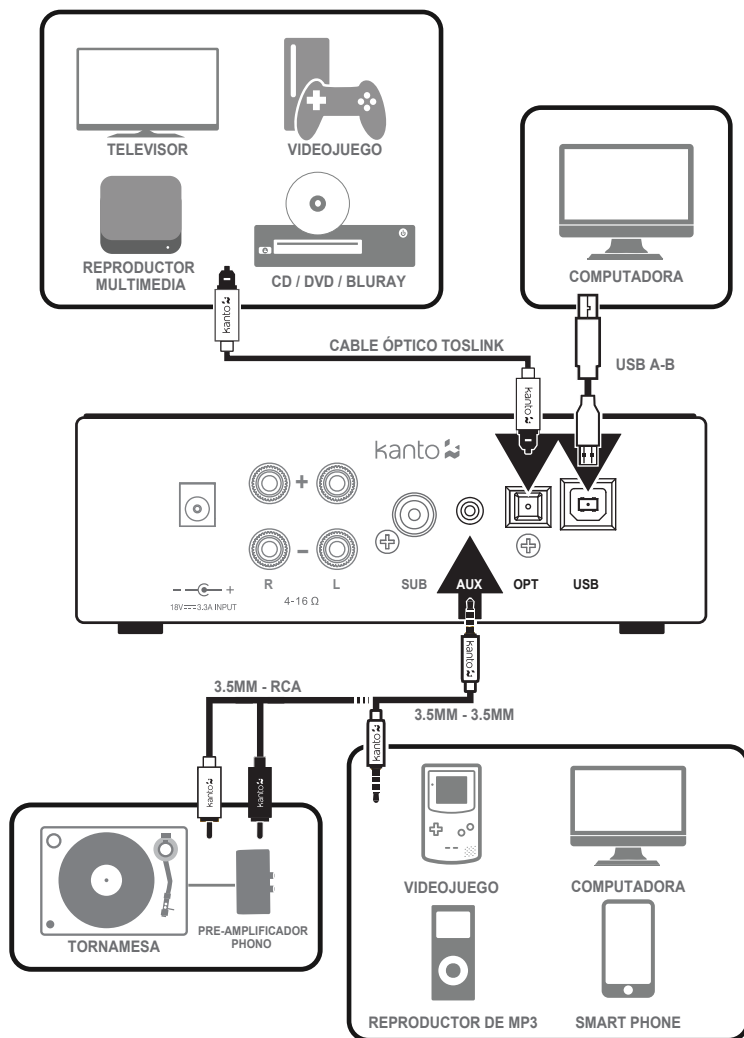 TELEVISOR
VIDEOJUEGO
REPRODUCTOR
MULTIMEDIA
CD / DVD / BLURAY
COMPUTADORA
kanto
CABLE ÓPTICO TOSLINK
USB A-B
kanto
kanto
+
−
R
L
4-16 Ω
SUB
AUX
OPT
USB
− +
18V⎓3.3A INPUT
kanto
3.5MM - RCA
3.5MM - 3.5MM
kanto
kanto
kanto
TORNAMESA
PRE-AMPLIFICADOR
PHONO
VIDEOJUEGO
COMPUTADORA
REPRODUCTOR DE MP3
SMART PHONE